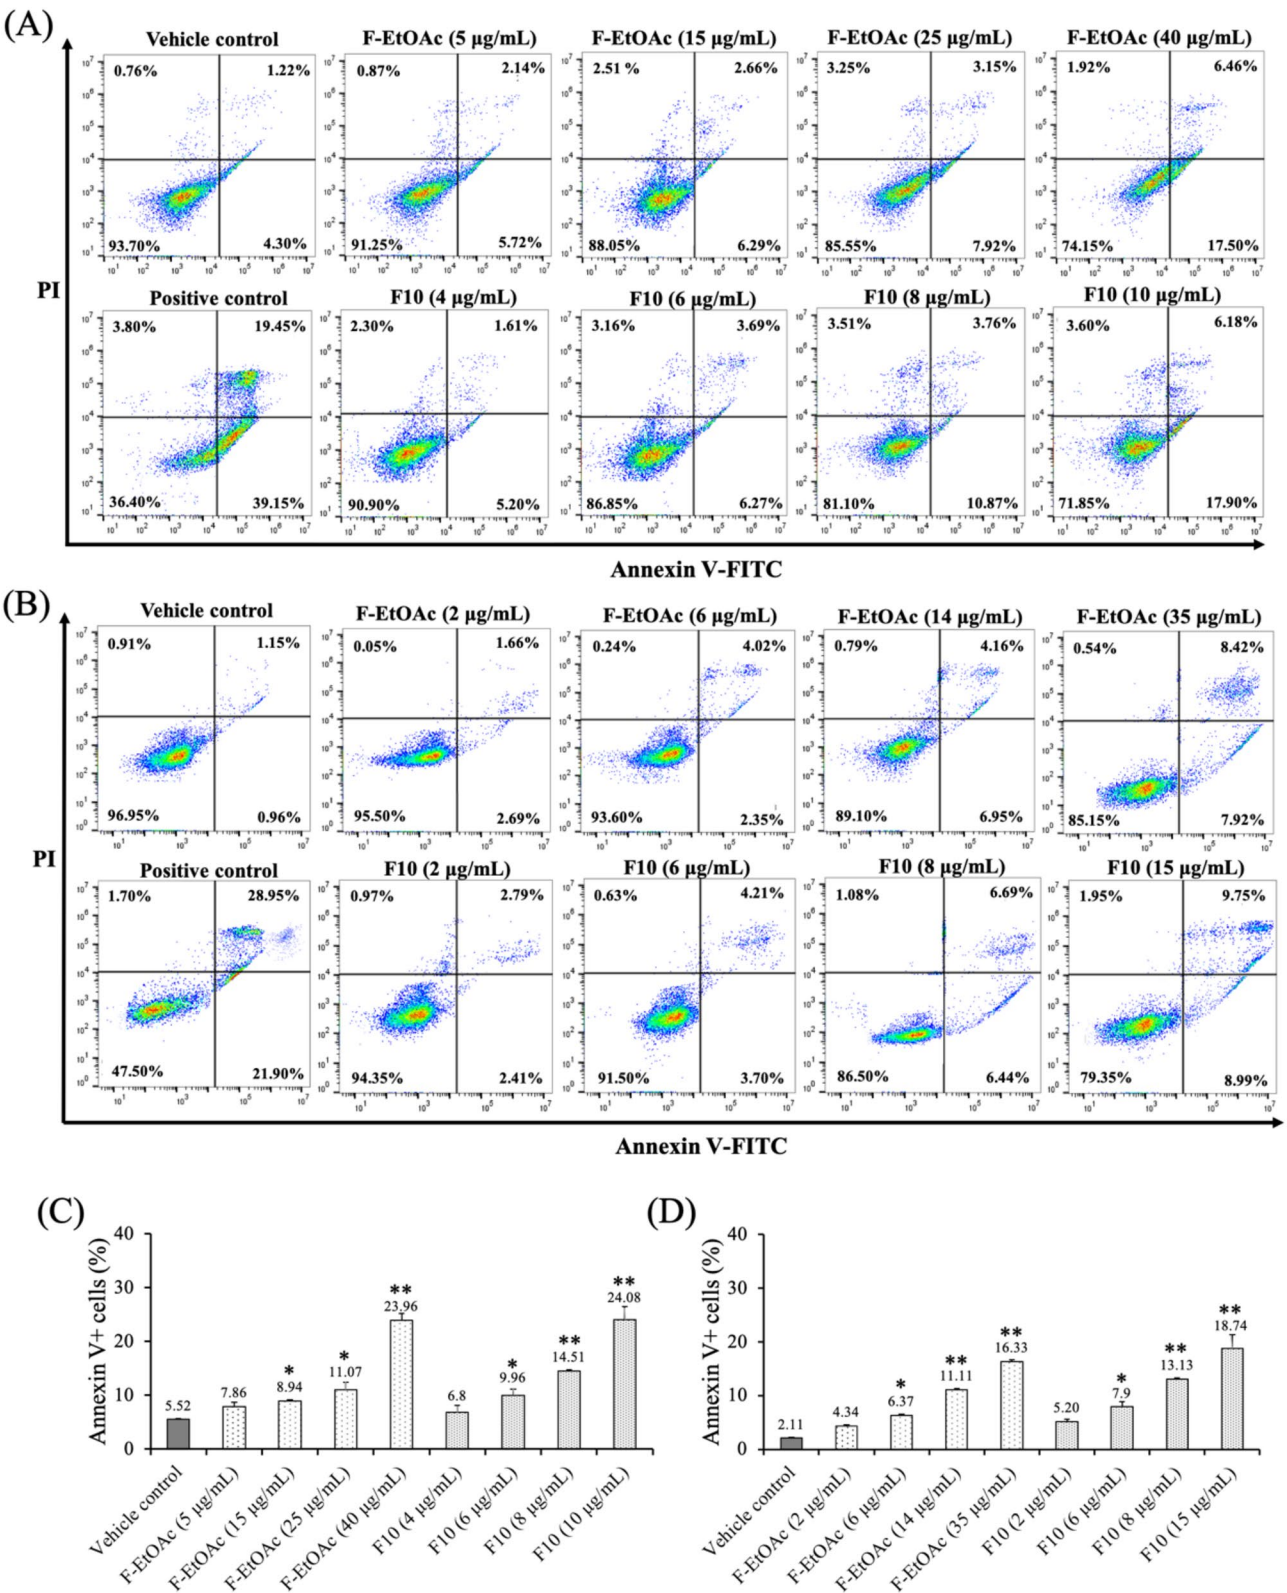 (A)
Vehicle control F-EtOAc (5 μg/mL) F-EtOAc (15 μg/mL) F-EtOAc (25 μg/mL) F-EtOAc (40 μg/mL)
0.76% 1.22% 0.87% 2.14% 2.51 % 2.66% 3.25% 3.15% 1.92% 6.46%
93.70% 4.30% 91.25% 5.72% 88.05% 6.29% 85.55% 7.92% 74.15% 17.50%
PI
Positive control F10 (4 μg/mL) F10 (6 μg/mL) F10 (8 μg/mL) F10 (10 μg/mL)
3.80% 19.45% 2.30% 1.61% 3.16% 3.69% 3.51% 3.76% 3.60% 6.18%
36.40% 39.15% 90.90% 5.20% 86.85% 6.27% 81.10% 10.87% 71.85% 17.90%
Annexin V-FITC
(B)
Vehicle control F-EtOAc (2 μg/mL) F-EtOAc (6 μg/mL) F-EtOAc (14 μg/mL) F-EtOAc (35 μg/mL)
0.91% 1.15% 0.05% 1.66% 0.24% 4.02% 0.79% 4.16% 0.54% 8.42%
96.95% 0.96% 95.50% 2.69% 93.60% 2.35% 89.10% 6.95% 85.15% 7.92%
PI
Positive control F10 (2 μg/mL) F10 (6 μg/mL) F10 (8 μg/mL) F10 (15 μg/mL)
1.70% 28.95% 0.97% 2.79% 0.63% 4.21% 1.08% 6.69% 1.95% 9.75%
47.50% 21.90% 94.35% 2.41% 91.50% 3.70% 86.50% 6.44% 79.35% 8.99%
Annexin V-FITC
(C)
Annexin V+ cells (%)
40
30
20
10
0
5.52 7.86 * 8.94 * 11.07 ** 23.96 6.8 * 9.96 ** 14.51 ** 24.08
Vehicle control
F-EtOAc (5 μg/mL)
F-EtOAc (15 μg/mL)
F-EtOAc (25 μg/mL)
F-EtOAc (40 μg/mL)
F10 (4 μg/mL)
F10 (6 μg/mL)
F10 (8 μg/mL)
F10 (10 μg/mL)
(D)
Annexin V+ cells (%)
40
30
20
10
0
2.11 4.34 * 6.37 ** 11.11 ** 16.33 5.20 * 7.9 ** 13.13 ** 18.74
Vehicle control
F-EtOAc (2 μg/mL)
F-EtOAc (6 μg/mL)
F-EtOAc (14 μg/mL)
F-EtOAc (35 μg/mL)
F10 (2 μg/mL)
F10 (6 μg/mL)
F10 (8 μg/mL)
F10 (15 μg/mL)